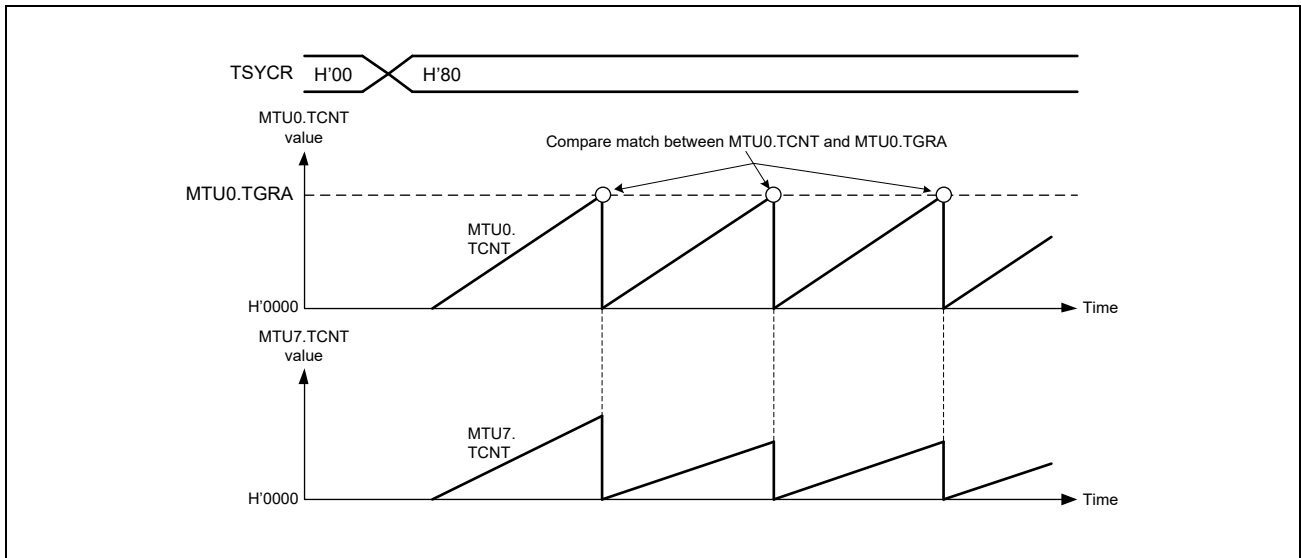 TSYCR H'00 H'80
MTU0.TCNT
value
Compare match between MTU0.TCNT and MTU0.TGRA
MTU0.TGRA
MTU0.
TCNT
H'0000
Time
MTU7.TCNT
value
MTU7.
TCNT
H'0000
Time